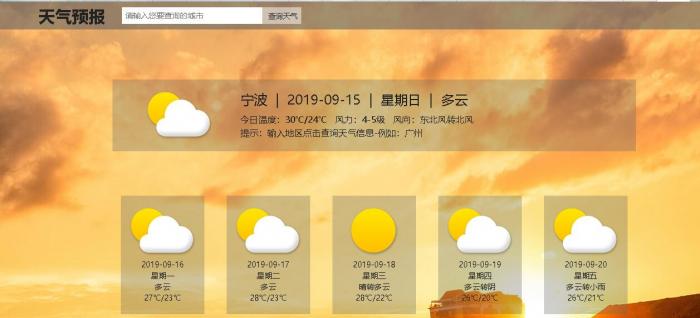 天气预报
请输入您要查询的城市
查询天气
宁波 | 2019-09-15 | 星期日 | 多云
今日温度：30℃/24℃ 风力：4-5级 风向：东北风转北风
提示：输入地区点击查询天气信息-例如：广州
2019-09-16
星期一
多云
27℃/23℃
2019-09-17
星期二
多云
28℃/23℃
2019-09-18
星期三
晴转多云
28℃/22℃
2019-09-19
星期四
多云转阴
26℃/20℃
2019-09-20
星期五
多云转小雨
26℃/21℃